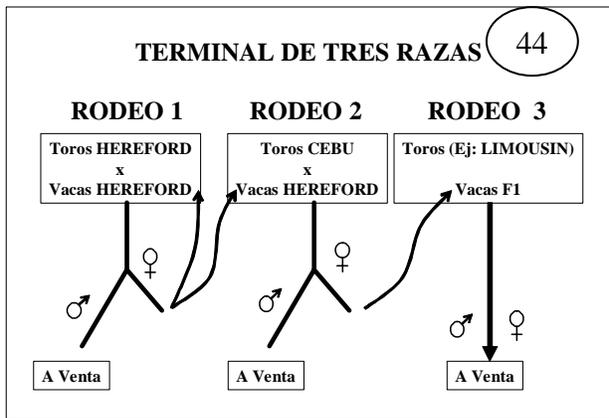 TERMINAL DE TRES RAZAS
44
RODEO 1
Toros HEREFORD
x
Vacas HEREFORD
♀
♂
A Venta
RODEO 2
Toros CEBU
x
Vacas HEREFORD
♀
♂
A Venta
RODEO 3
Toros (Ej: LIMOUSIN)
Vacas F1
♂ ♀
A Venta